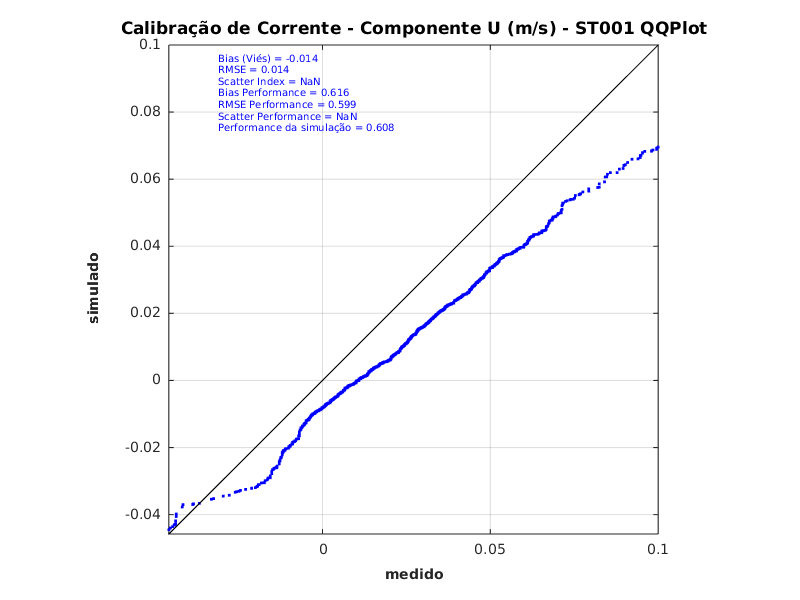 Calibração de Corrente - Componente U (m/s) - ST001 QQPlot
0.1
Bias (Viés) = -0.014
RMSE = 0.014
Scatter Index = NaN
Bias Performance = 0.616
RMSE Performance = 0.599
Scatter Performance = NaN
Performance da simulação = 0.608
0.08
0.06
0.04
0.02
0
-0.02
-0.04
simulado
0
0.05
0.1
medido